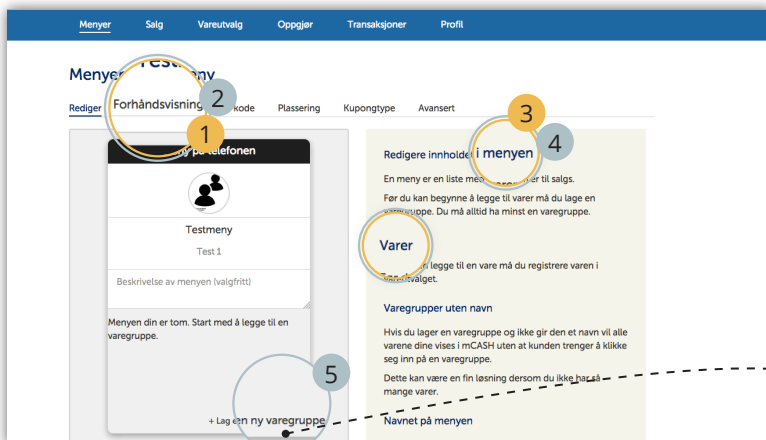 Menyer Salg Vareutvalg Oppgjør Transaksjoner Profil
Menyer Testmeny
Rediger Forhåndsvisning kode Plassering Kupongtype Avansert
2
1
3
4
5
på telefonen
Testmeny
Test 1
Beskrivelse av menyen (valgfritt)
Menyen din er tom. Start med å legge til en
varegruppe.
+ Lag en ny varegruppe
Redigere innholdet i menyen
En meny er en liste med varer til salgs.
Før du kan begynne å legge til varer må du lage en
varegruppe. Du må alltid ha minst en varegruppe.
Varer
legge til en vare må du registrere varen i
Varegrupper uten navn
Hvis du lager en varegruppe og ikke gir den et navn vil alle
varene dine vises i mCASH uten at kunden trenger å klikke
seg inn på en varegruppe.
Dette kan være en fin løsning dersom du ikke har så
mange varer.
Navnet på menyen